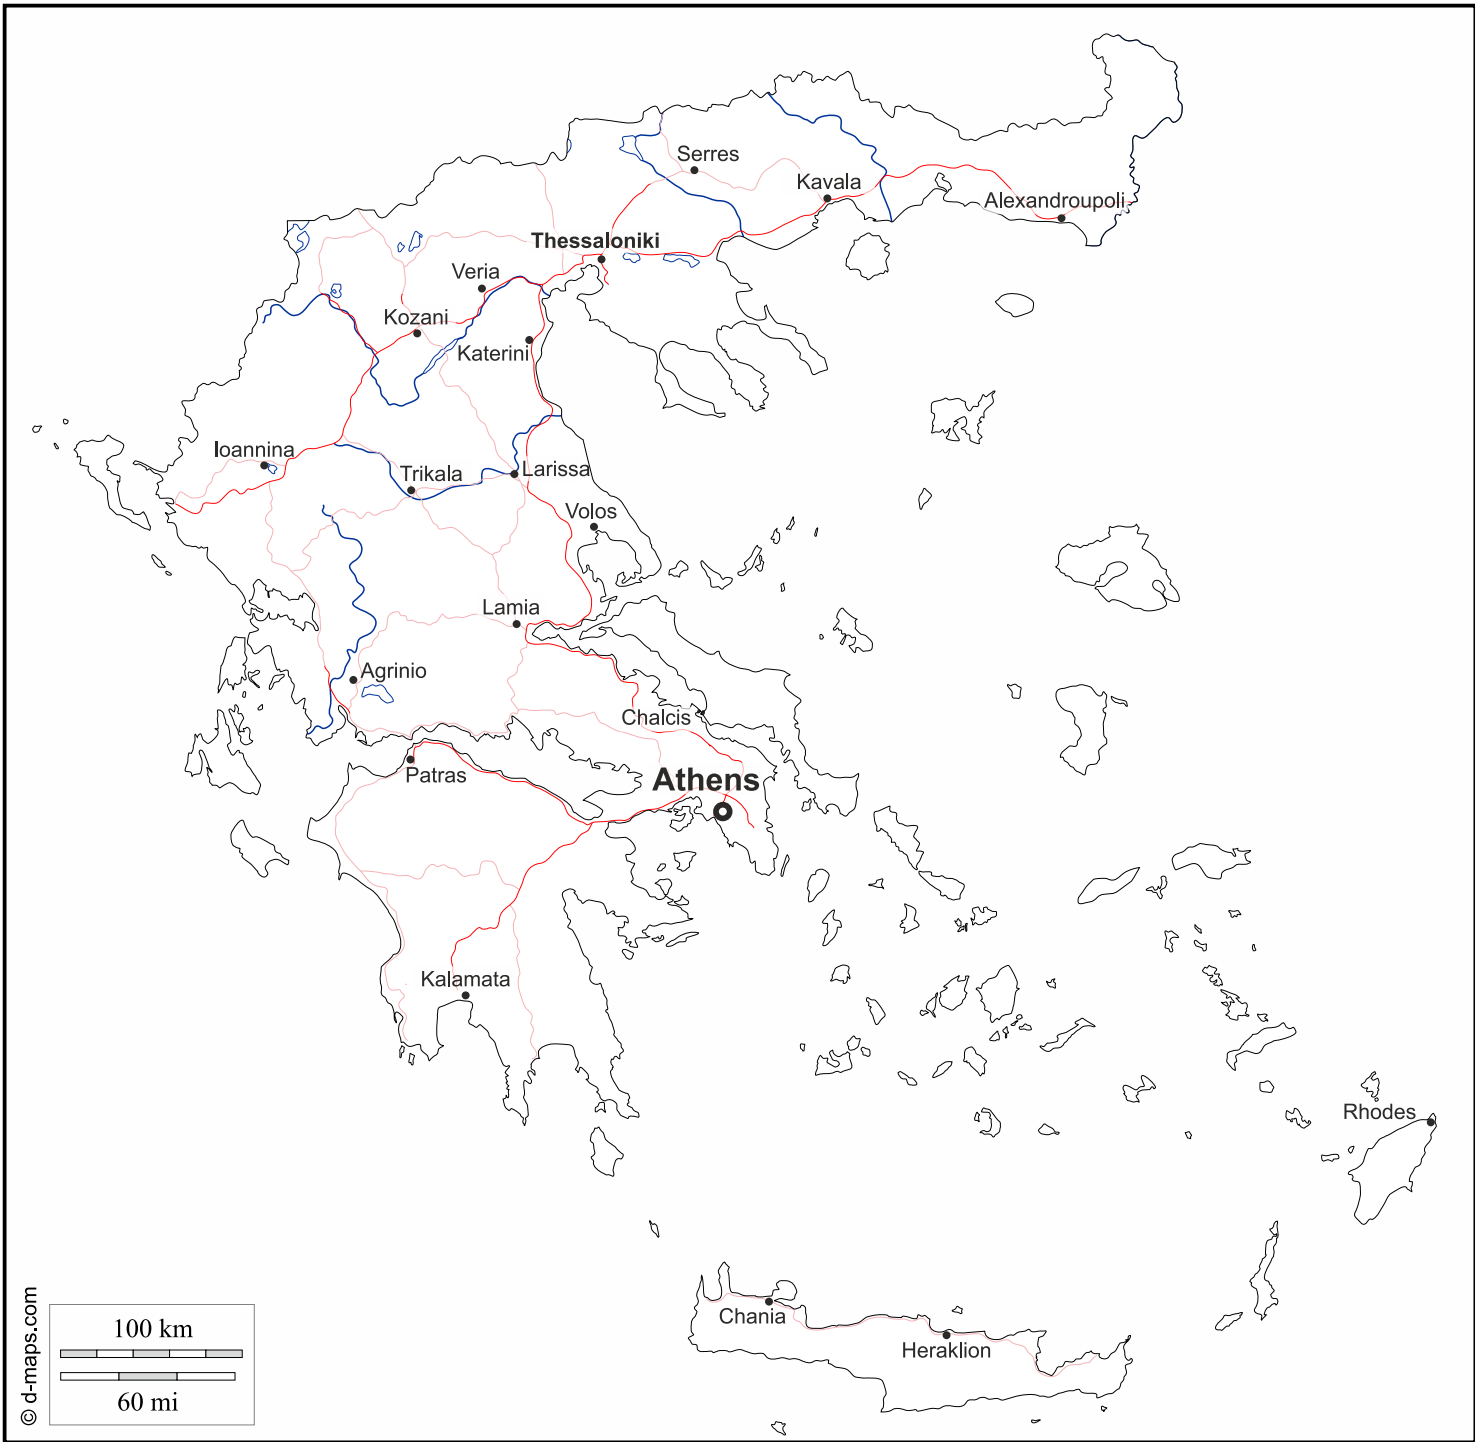 Serres
Kavala
Alexandroupoli
Thessaloniki
Veria
Kozani
Katerini
Ioannina
Trikala
Larissa
Volos
Lamia
Agrinio
Chalcis
Athens
Patras
Kalamata
Rhodes
Chania
Heraklion
100 km
60 mi
© d-maps.com